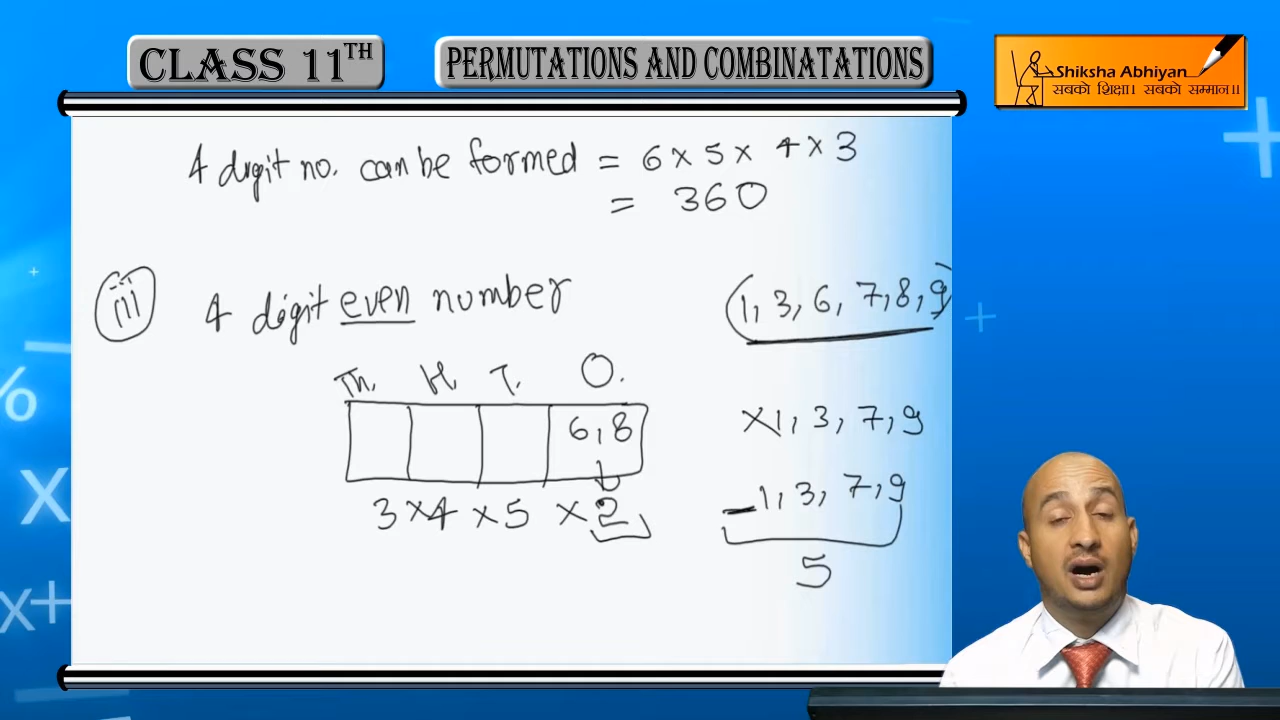 CLASS 11TH
PERMUTATIONS AND COMBINATATIONS
Shiksha Abhiyan
सबको शिक्षा। सबको सम्मान॥
4 digit no. can be formed = 6 × 5 × 4 × 3
= 360
(iii) 4 digit even number
(1, 3, 6, 7, 8, 9)
Th. H. T. O.
6, 8
×1, 3, 7, 9
3 × 4 × 5 × 2
– 1, 3, 7, 9
5
%
x
x+